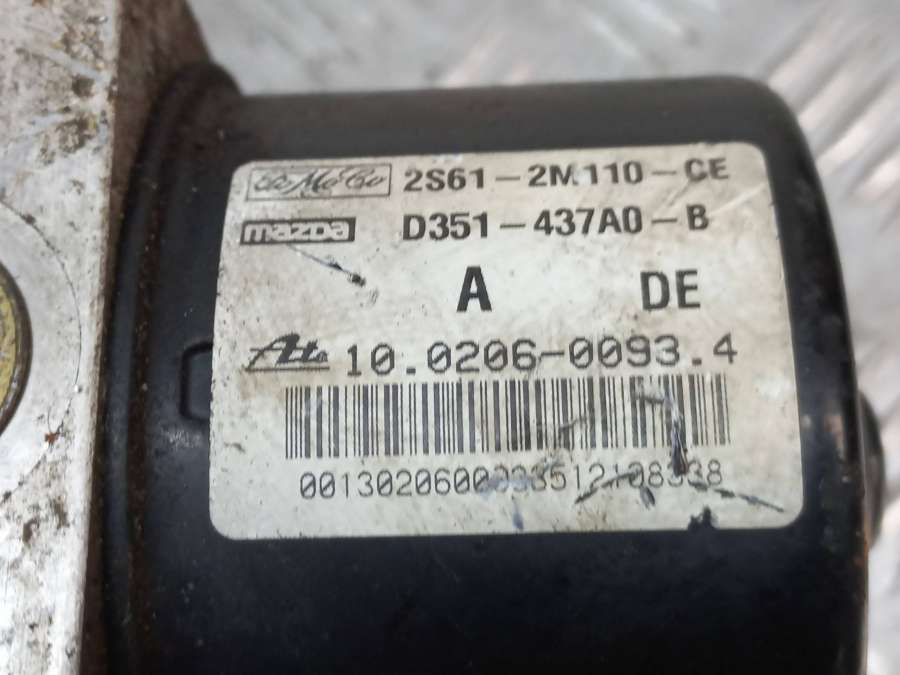 FoMoCo 2S61-2M110-CE
mazda D351-437A0-B
A DE
Ate 10.0206-0093.4